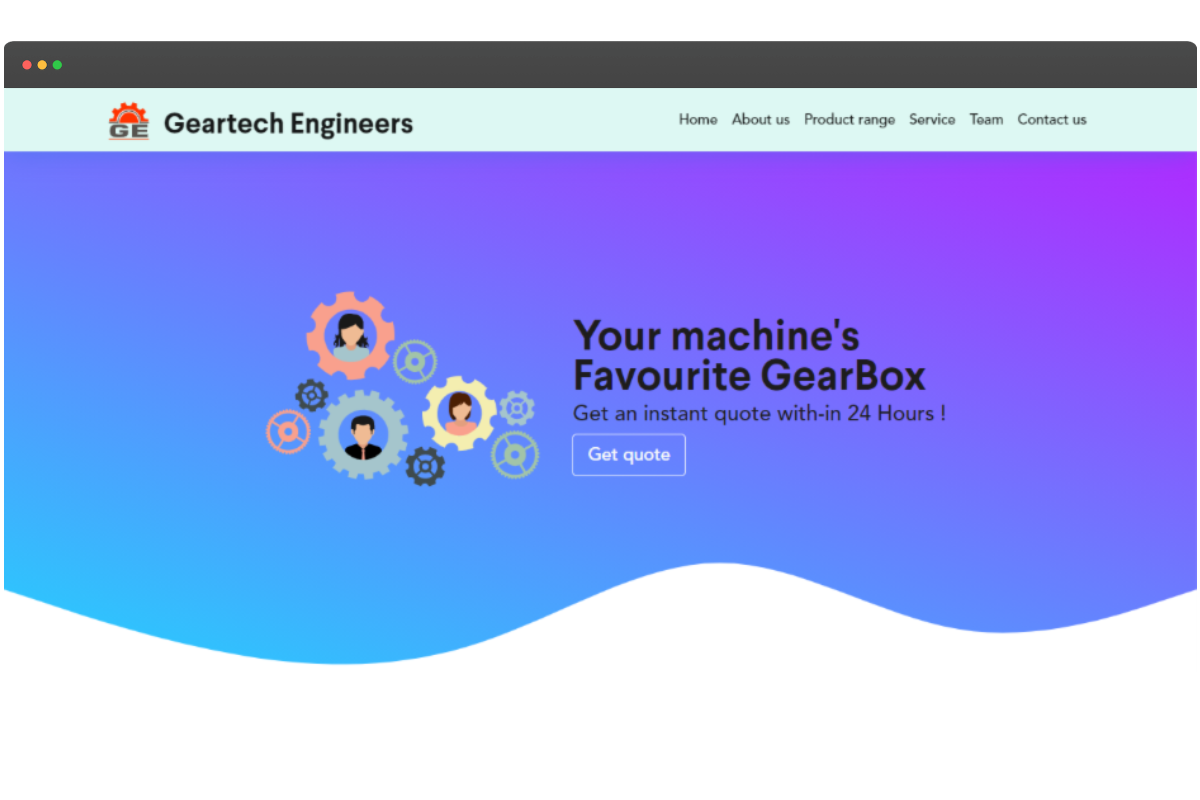 GE
Geartech Engineers
Home About us Product range Service Team Contact us
Your machine's
Favourite GearBox
Get an instant quote with-in 24 Hours !
Get quote